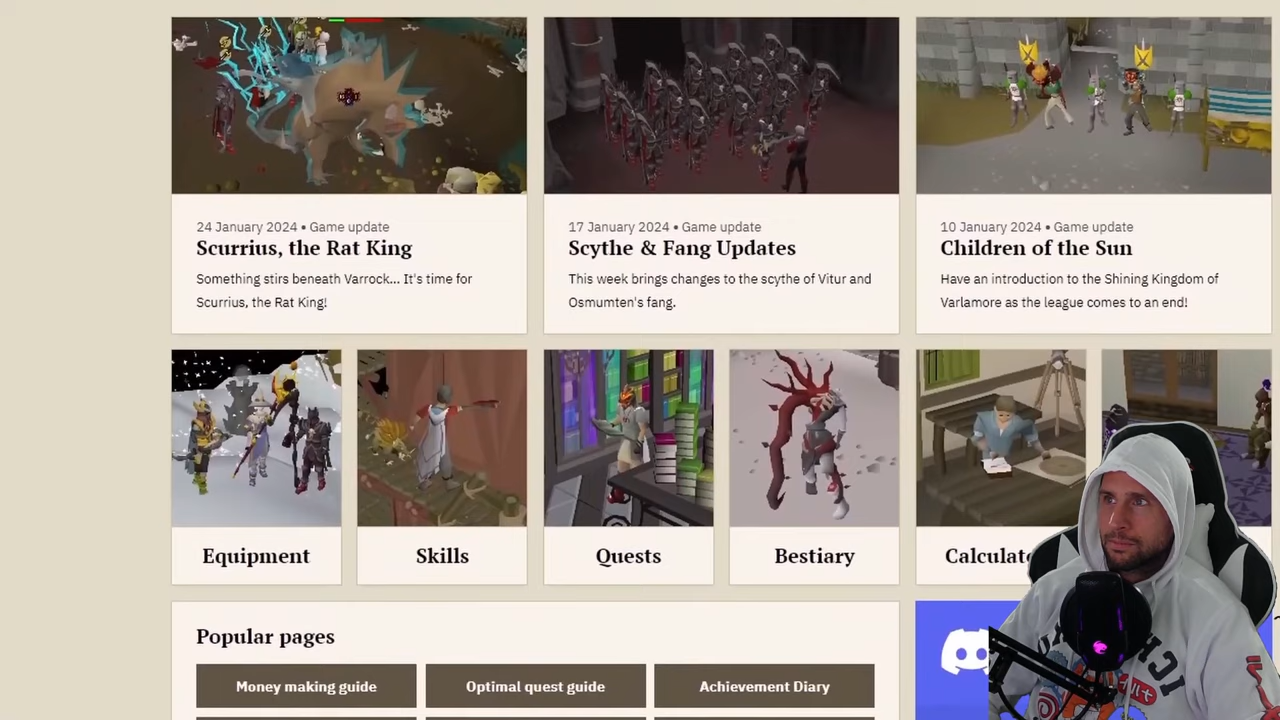 24 January 2024 • Game update
Scurrius, the Rat King
Something stirs beneath Varrock... It's time for
Scurrius, the Rat King!
17 January 2024 • Game update
Scythe & Fang Updates
This week brings changes to the scythe of Vitur and
Osmumten's fang.
10 January 2024 • Game update
Children of the Sun
Have an introduction to the Shining Kingdom of
Varlamore as the league comes to an end!
Equipment
Skills
Quests
Bestiary
Popular pages
Money making guide
Optimal quest guide
Achievement Diary